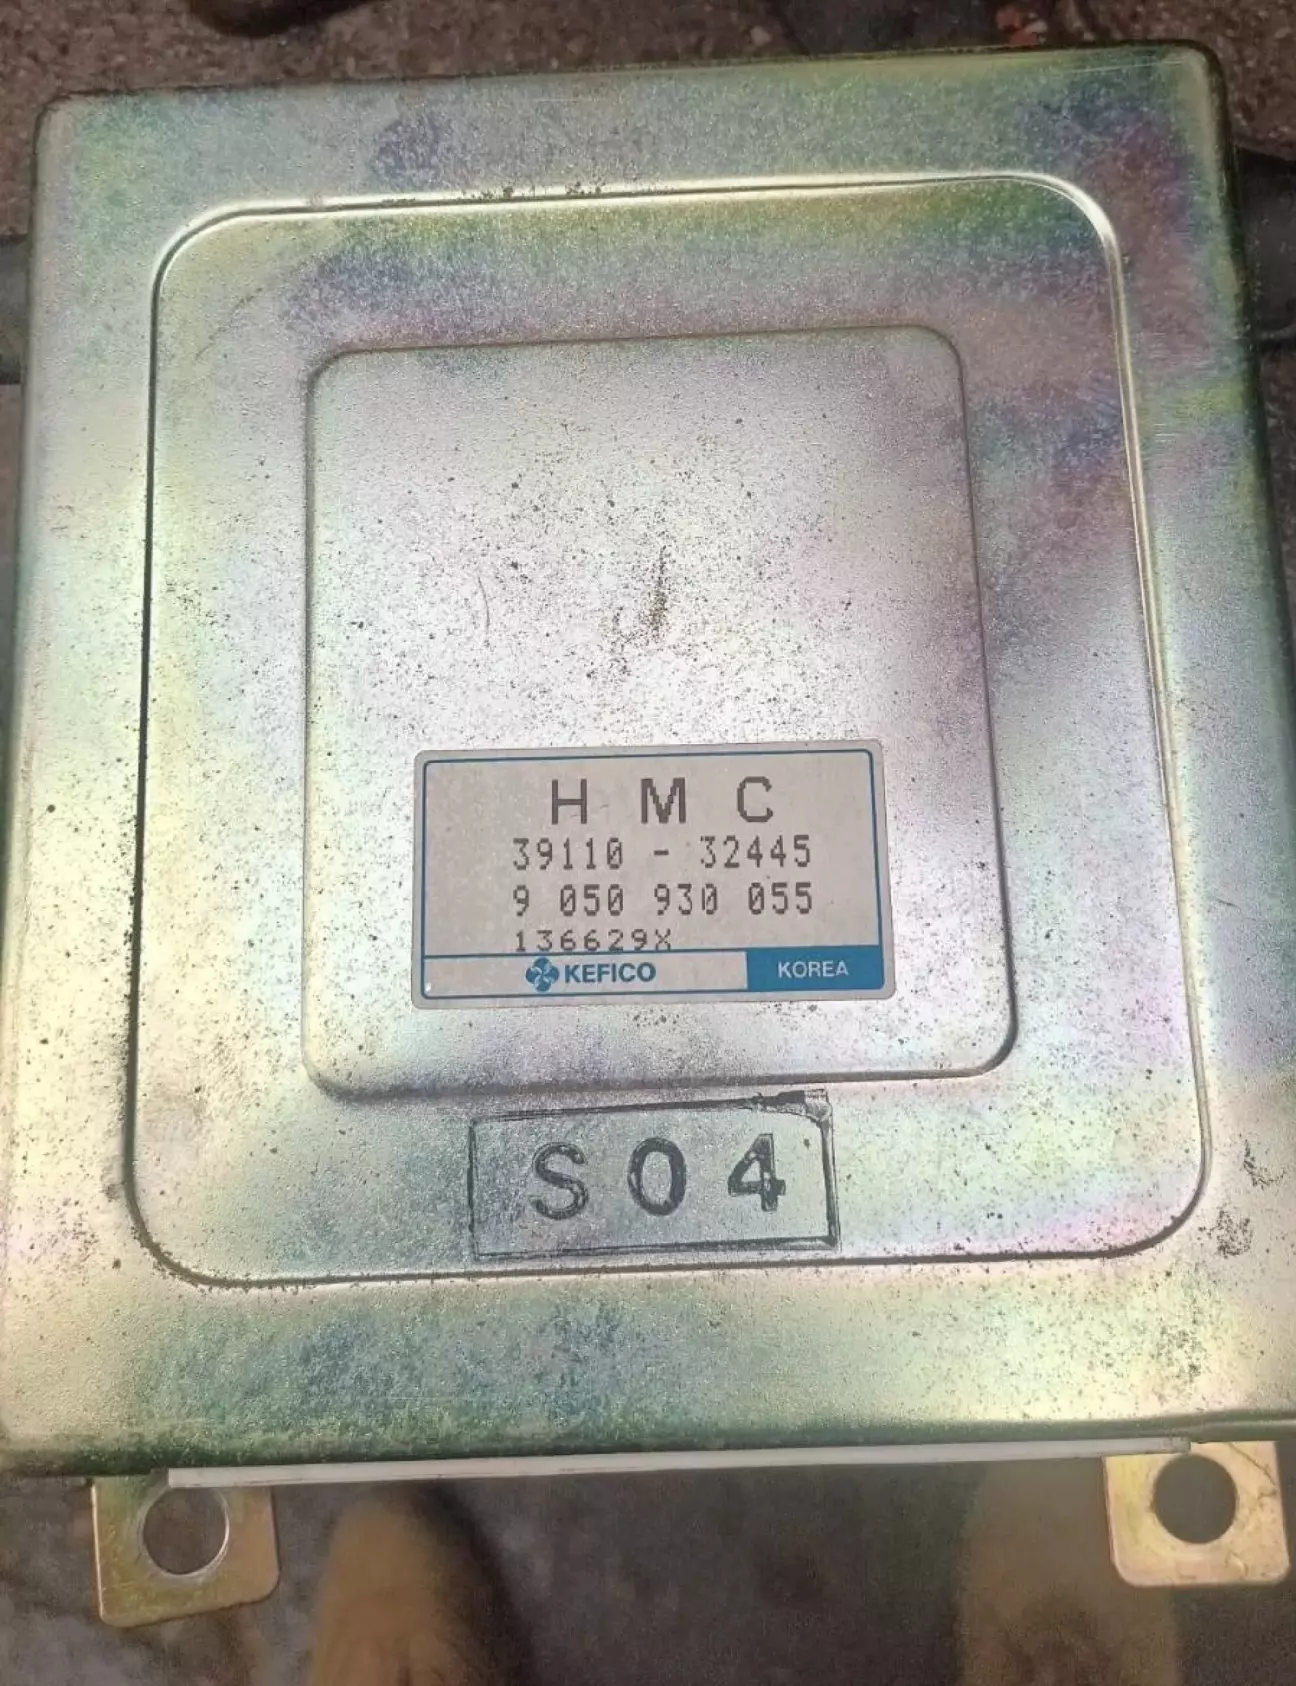 H M C
39110 - 32445
9 050 930 055
136629X
KEFICO KOREA
S04